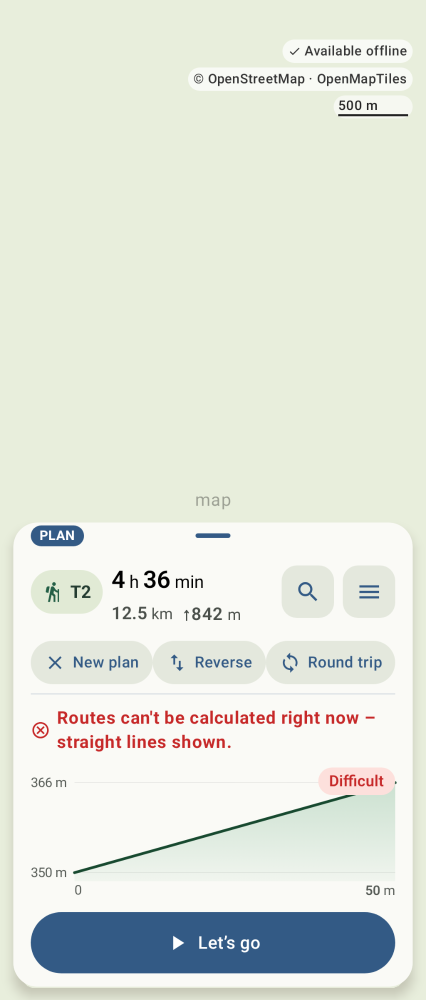 ✓ Available offline
© OpenStreetMap · OpenMapTiles
500 m
map
PLAN
T2
4 h 36 min
12.5 km ↑842 m
New plan
Reverse
Round trip
Routes can't be calculated right now –
straight lines shown.
366 m
Difficult
350 m
0
50 m
Let’s go